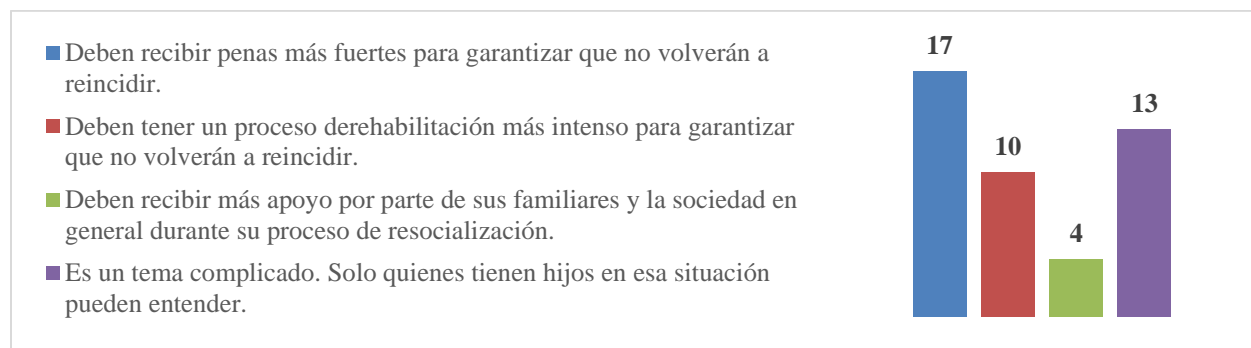 Deben recibir penas más fuertes para garantizar que no volverán a
reincidir.
Deben tener un proceso derehabilitación más intenso para garantizar
que no volverán a reincidir.
Deben recibir más apoyo por parte de sus familiares y la sociedad en
general durante su proceso de resocialización.
Es un tema complicado. Solo quienes tienen hijos en esa situación
pueden entender.
17
10
4
13